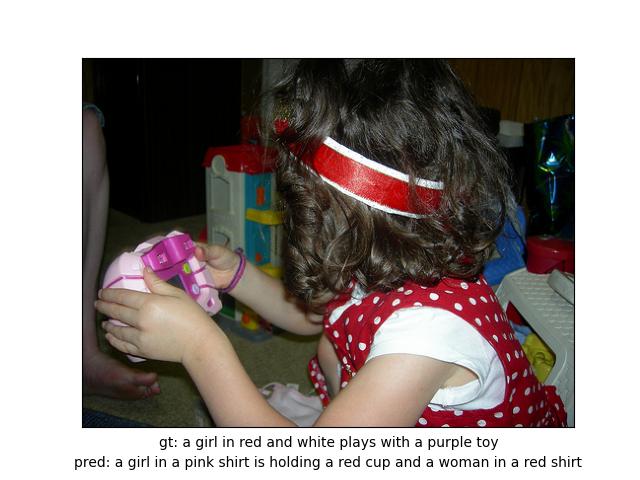 gt: a girl in red and white plays with a purple toy
pred: a girl in a pink shirt is holding a red cup and a woman in a red shirt